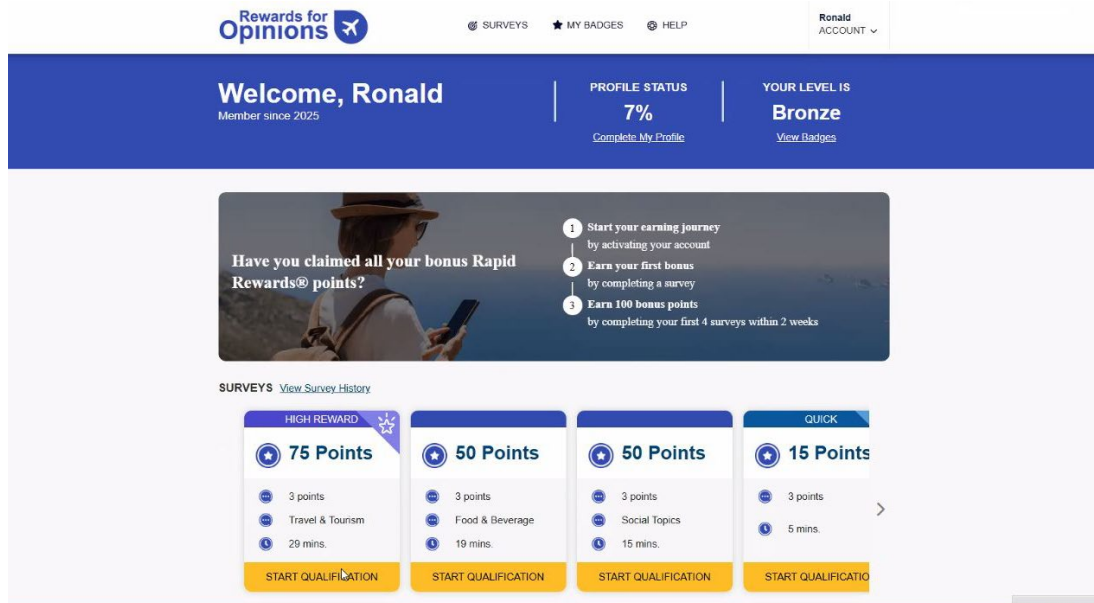 Rewards for
Opinions
SURVEYS
MY BADGES
HELP
Ronald
ACCOUNT
Welcome, Ronald
Member since 2025
PROFILE STATUS
7%
Complete My Profile
YOUR LEVEL IS
Bronze
View Badges
Have you claimed all your bonus Rapid
Rewards® points?
1 Start your earning journey
by activating your account
2 Earn your first bonus
by completing a survey
3 Earn 100 bonus points
by completing your first 4 surveys within 2 weeks
SURVEYS View Survey History
HIGH REWARD
75 Points
3 points
Travel & Tourism
29 mins.
START QUALIFICATION
50 Points
3 points
Food & Beverage
19 mins.
START QUALIFICATION
50 Points
3 points
Social Topics
15 mins.
START QUALIFICATION
QUICK
15 Points
3 points
5 mins.
START QUALIFICATIO